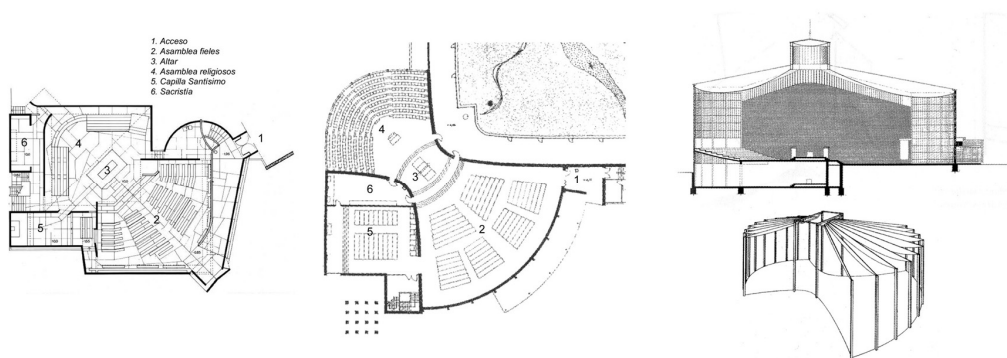 1. Acceso
2. Asamblea fieles
3. Altar
4. Asamblea religiosos
5. Capilla Santísimo
6. Sacristía
1
6
4
3
2
5
4
3
1
6
5
2